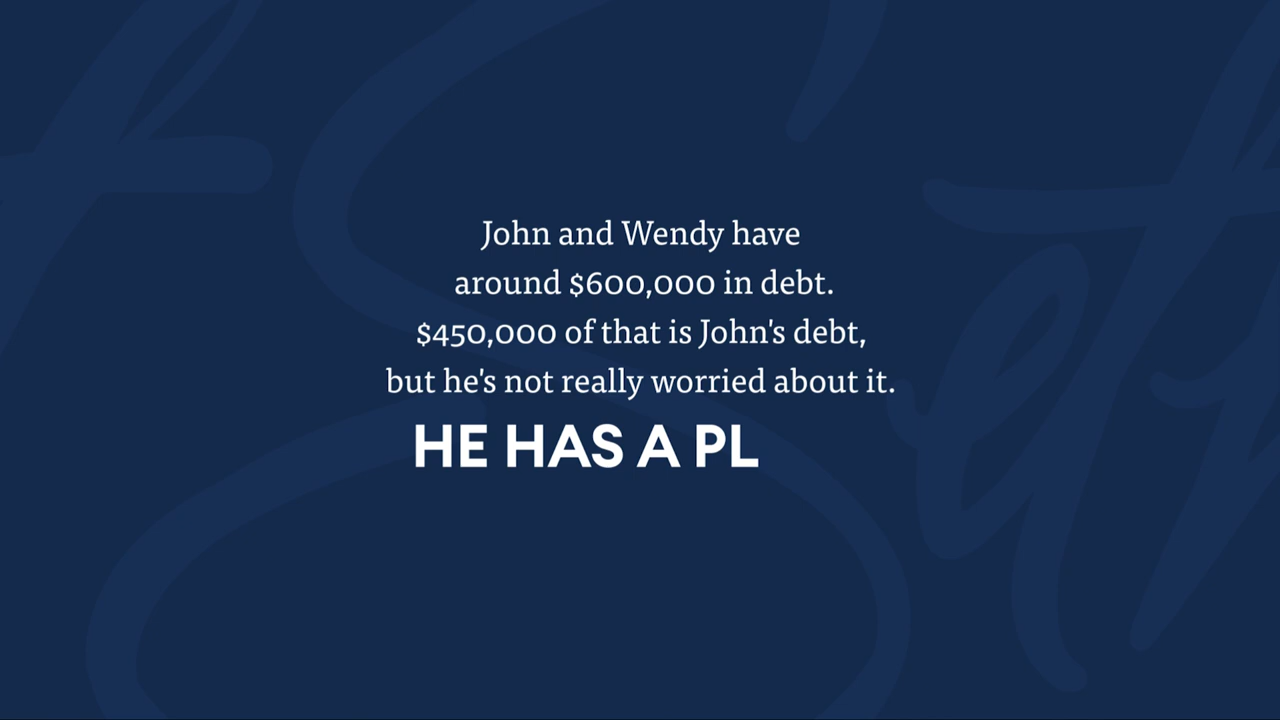 John and Wendy have
around $600,000 in debt.
$450,000 of that is John's debt,
but he's not really worried about it.
HE HAS A PL